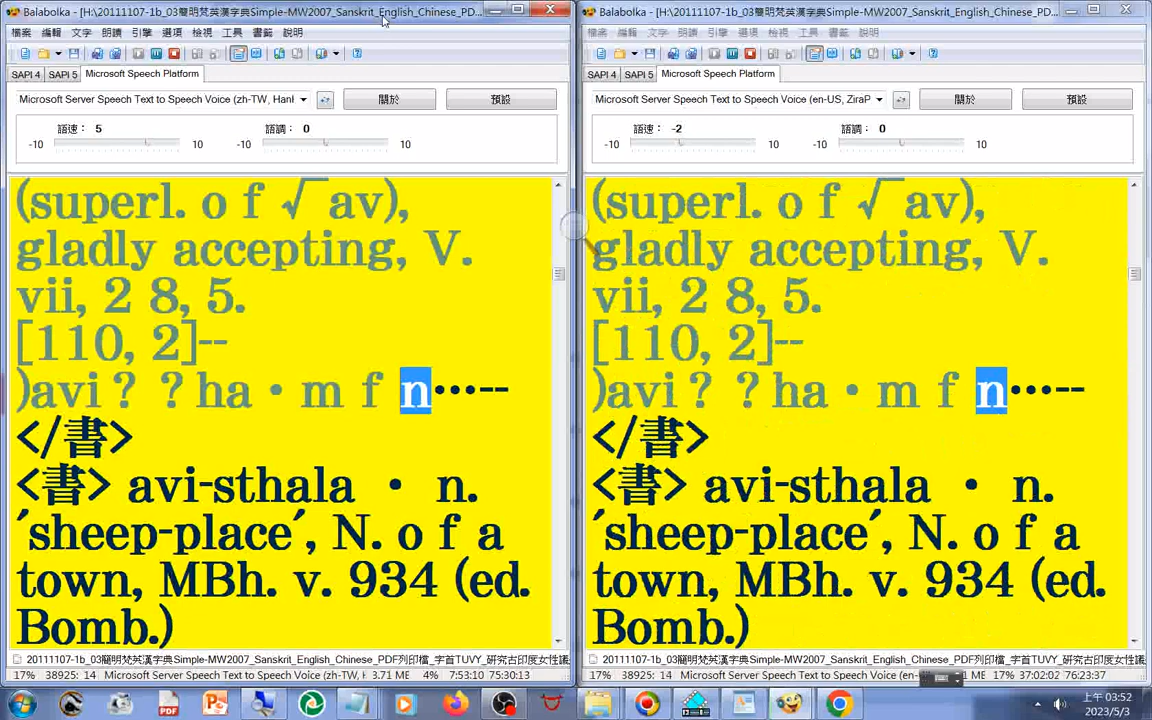 Balabolka - [H:\20111107-1b_03簡明梵英漢字典Simple-MW2007_Sanskrit_English_Chinese_PD...
檔案 編輯 文字 朗讀 引擎 選項 檢視 工具 書籤 說明
SAPI 4 SAPI 5 Microsoft Speech Platform
Microsoft Server Speech Text to Speech Voice (zh-TW, Han 關於 預設
語速： 5 語調： 0
-10 10 -10 10
(superl. o f √ av),
gladly accepting, V.
vii, 2 8, 5.
[110, 2]--
)avi ? ? ha • m f n•••--
</書>
<書> avi-sthala • n.
´sheep-place´, N. o f a
town, MBh. v. 934 (ed.
Bomb.)
20111107-1b_03簡明梵英漢字典Simple-MW2007_Sanskrit_English_Chinese_PDF列印檔_字首TUVY_研究古印度女性議
17% 38925: 14 Microsoft Server Speech Text to Speech Voice (zh-TW, H 3.71 MB 4% 7:53:10 75:30:13
Balabolka - [H:\20111107-1b_03簡明梵英漢字典Simple-MW2007_Sanskrit_English_Chinese_PD...
檔案 編輯 文字 朗讀 引擎 選項 檢視 工具 書籤 說明
SAPI 4 SAPI 5 Microsoft Speech Platform
Microsoft Server Speech Text to Speech Voice (en-US, ZiraP 關於 預設
語速： -2 語調： 0
-10 10 -10 10
(superl. o f √ av),
gladly accepting, V.
vii, 2 8, 5.
[110, 2]--
)avi ? ? ha • m f n•••--
</書>
<書> avi-sthala • n.
´sheep-place´, N. o f a
town, MBh. v. 934 (ed.
Bomb.)
20111107-1b_03簡明梵英漢字典Simple-MW2007_Sanskrit_English_Chinese_PDF列印檔_字首TUVY_研究古印度女性議
17% 38925: 14 Microsoft Server Speech Text to Speech Voice (en- 17% 37:02:02 76:23:37
上午 03:52
2023/5/3